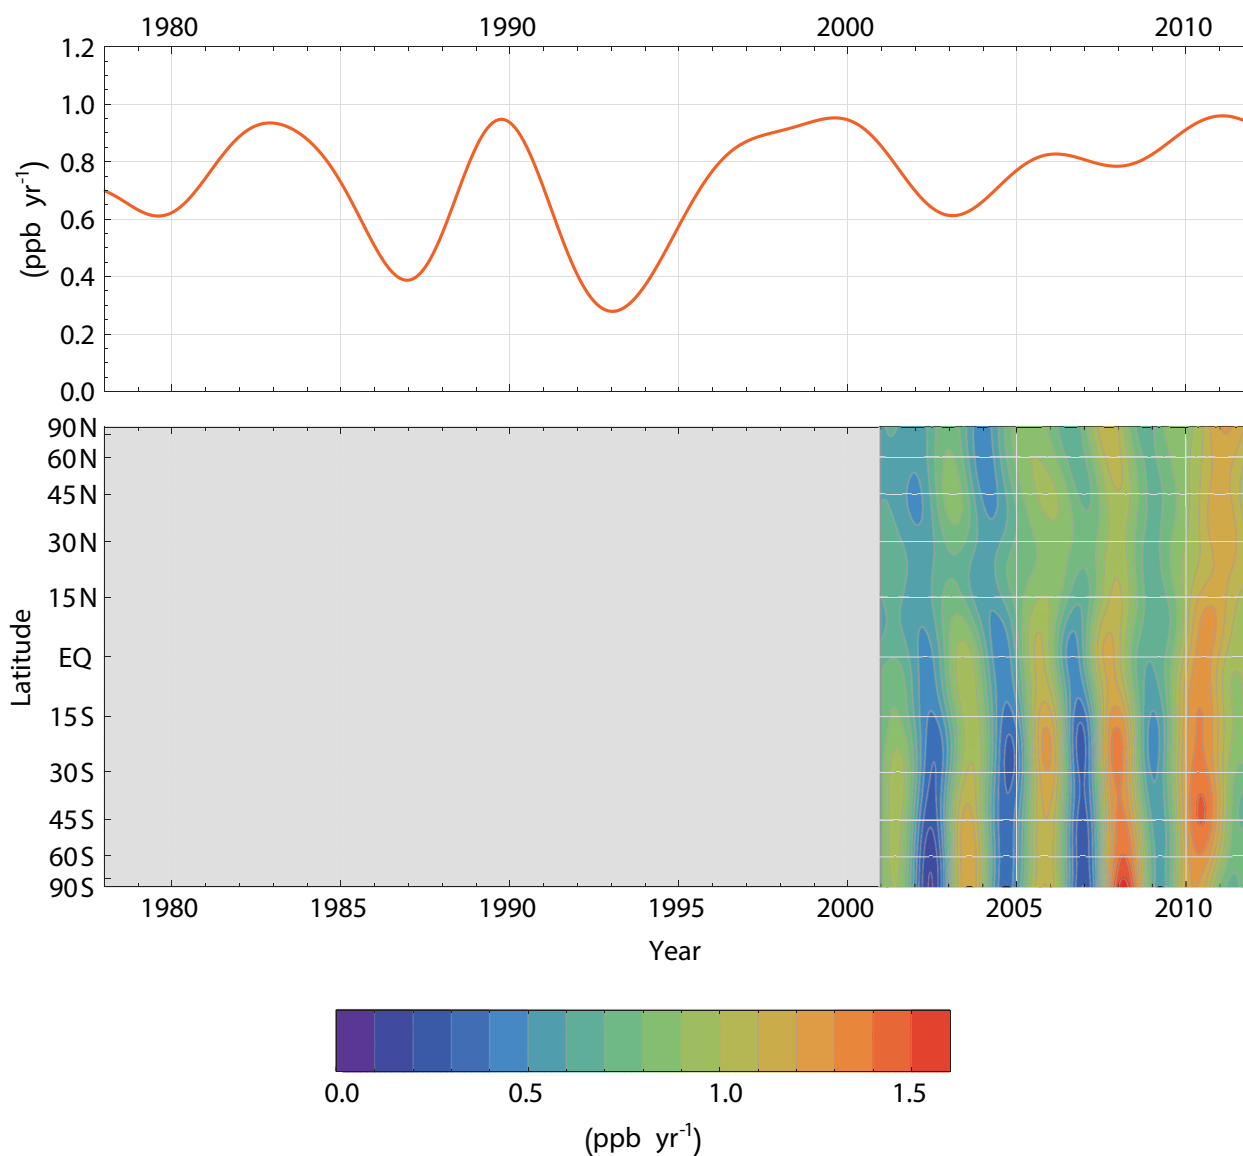 1980 1990 2000 2010
1.2
1.0
0.8
0.6
0.4
0.2
0.0
(ppb yr-1)
90N
60N
45N
30N
15N
EQ
15S
30S
45S
60S
90S
Latitude
1980 1985 1990 1995 2000 2005 2010
Year
0.0 0.5 1.0 1.5
(ppb yr-1)